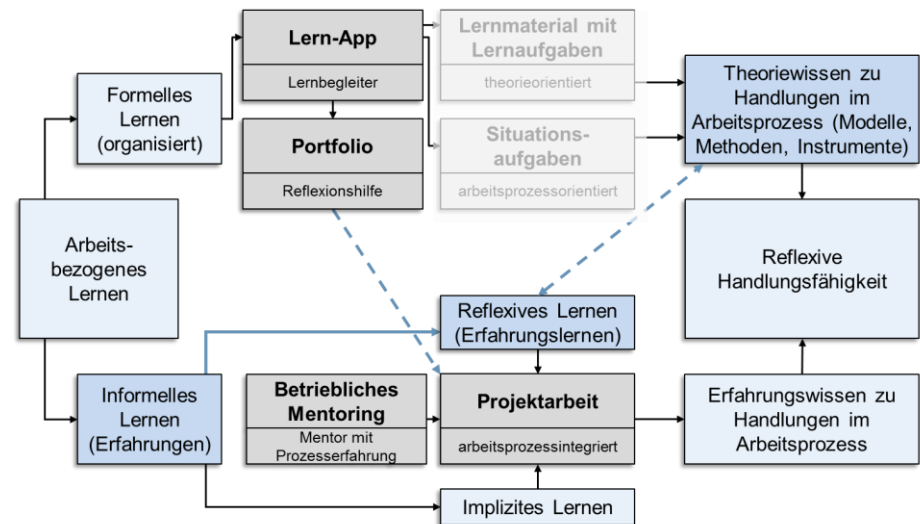 Lern-App
Lernbegleiter
Lernmaterial mit
Lernaufgaben
theorieorientiert
Theoriewissen zu
Handlungen im
Arbeitsprozess (Modelle,
Methoden, Instrumente)
Formelles
Lernen
(organisiert)
Portfolio
Reflexionshilfe
Situations-
aufgaben
arbeitsprozessorientiert
Arbeits-
bezogenes
Lernen
Reflexive
Handlungsfähigkeit
Reflexives Lernen
(Erfahrungslernen)
Informelles
Lernen
(Erfahrungen)
Betriebliches
Mentoring
Mentor mit
Prozesserfahrung
Projektarbeit
arbeitsprozessintegriert
Erfahrungswissen zu
Handlungen im
Arbeitsprozess
Implizites Lernen